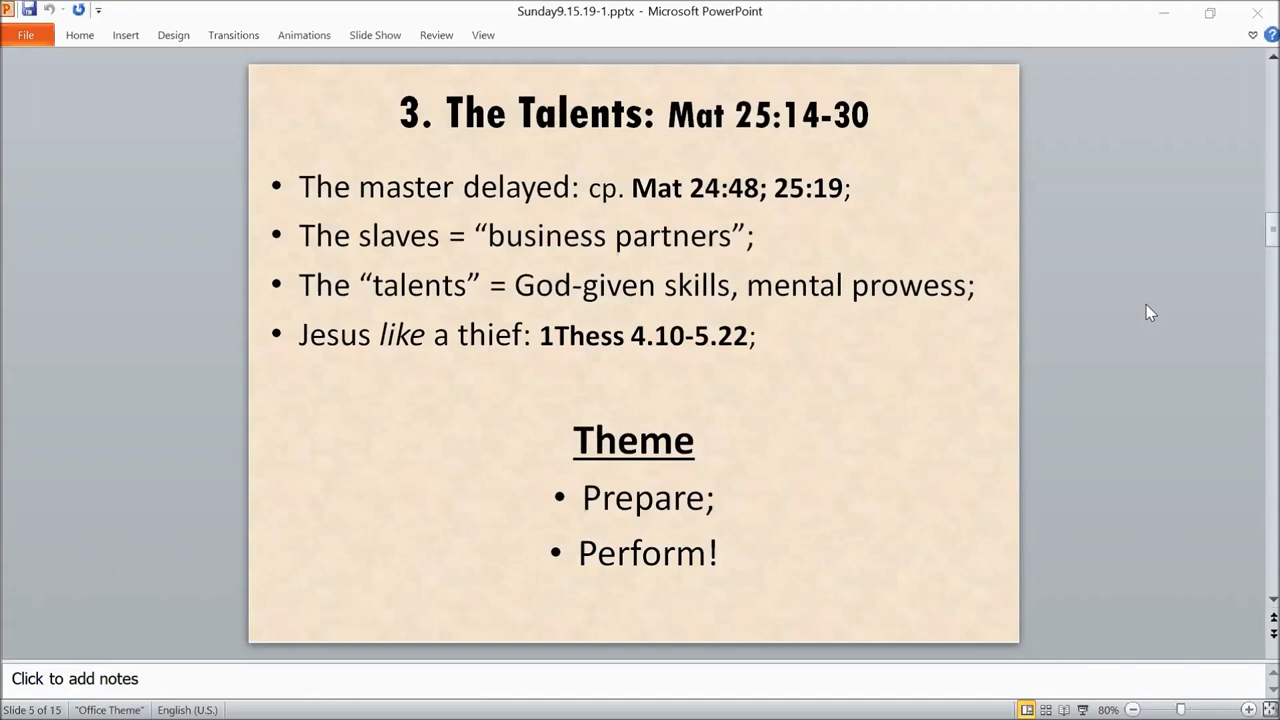 Sunday9.15.19-1.pptx - Microsoft PowerPoint
File Home Insert Design Transitions Animations Slide Show Review View
3. The Talents: Mat 25:14-30
• The master delayed: cp. Mat 24:48; 25:19;
• The slaves = “business partners”;
• The “talents” = God-given skills, mental prowess;
• Jesus like a thief: 1Thess 4.10-5.22;
Theme
• Prepare;
• Perform!
Click to add notes
Slide 5 of 15 "Office Theme" English (U.S.) 80%